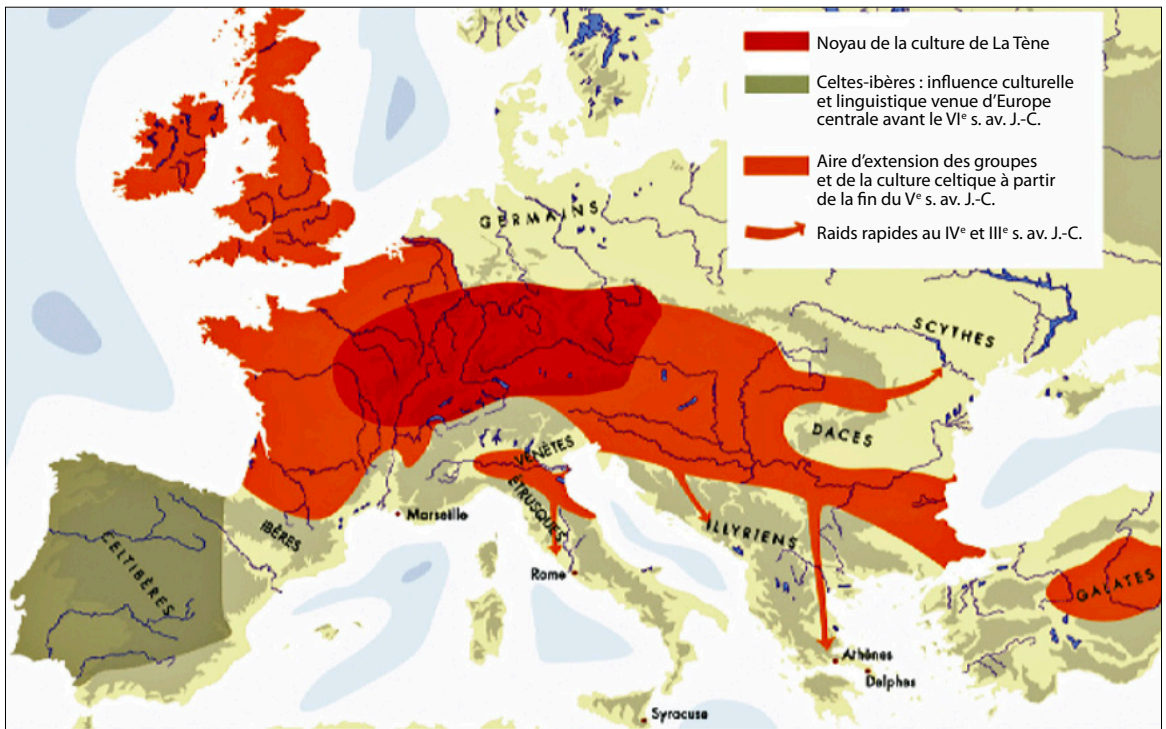 Noyau de la culture de La Tène
Celtes-ibères : influence culturelle
et linguistique venue d'Europe
centrale avant le VIe s. av. J.-C.
Aire d'extension des groupes
et de la culture celtique à partir
de la fin du Ve s. av. J.-C.
Raids rapides au IVe et IIIe s. av. J.-C.
GERMAINS
SCYTHES
DACES
VENÈTES
ÉTRUSQUES
ILLYRIENS
IBÈRES
Marseille
CELTIBÈRES
Rome
GALATES
Athènes
Delphes
Syracuse